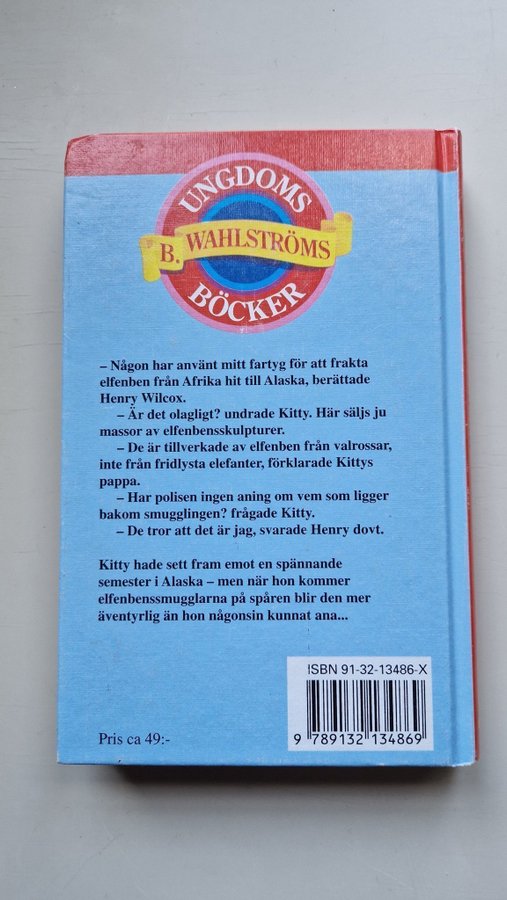 UNGDOMS
B. WAHLSTRÖMS
BÖCKER
– Någon har använt mitt fartyg för att frakta
elfenben från Afrika hit till Alaska, berättade
Henry Wilcox.
– Är det olagligt? undrade Kitty. Här säljs ju
massor av elfenbensskulpturer.
– De är tillverkade av elfenben från valrossar,
inte från fridlysta elefanter, förklarade Kittys
pappa.
– Har polisen ingen aning om vem som ligger
bakom smugglingen? frågade Kitty.
– De tror att det är jag, svarade Henry dovt.
Kitty hade sett fram emot en spännande
semester i Alaska – men när hon kommer
elfenbenssmugglarna på spåren blir den mer
äventyrlig än hon någonsin kunnat ana...
ISBN 91-32-13486-X
9 789132 134869
Pris ca 49:-